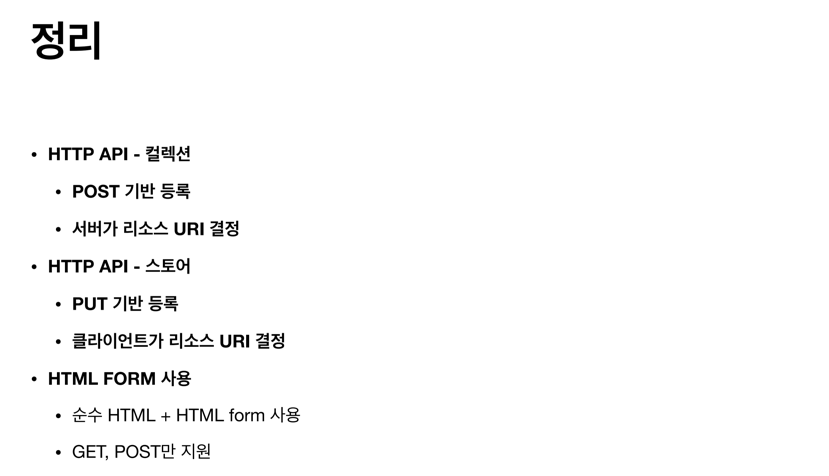 정리
• HTTP API - 컬렉션
• POST 기반 등록
• 서버가 리소스 URI 결정
• HTTP API - 스토어
• PUT 기반 등록
• 클라이언트가 리소스 URI 결정
• HTML FORM 사용
• 순수 HTML + HTML form 사용
• GET, POST만 지원